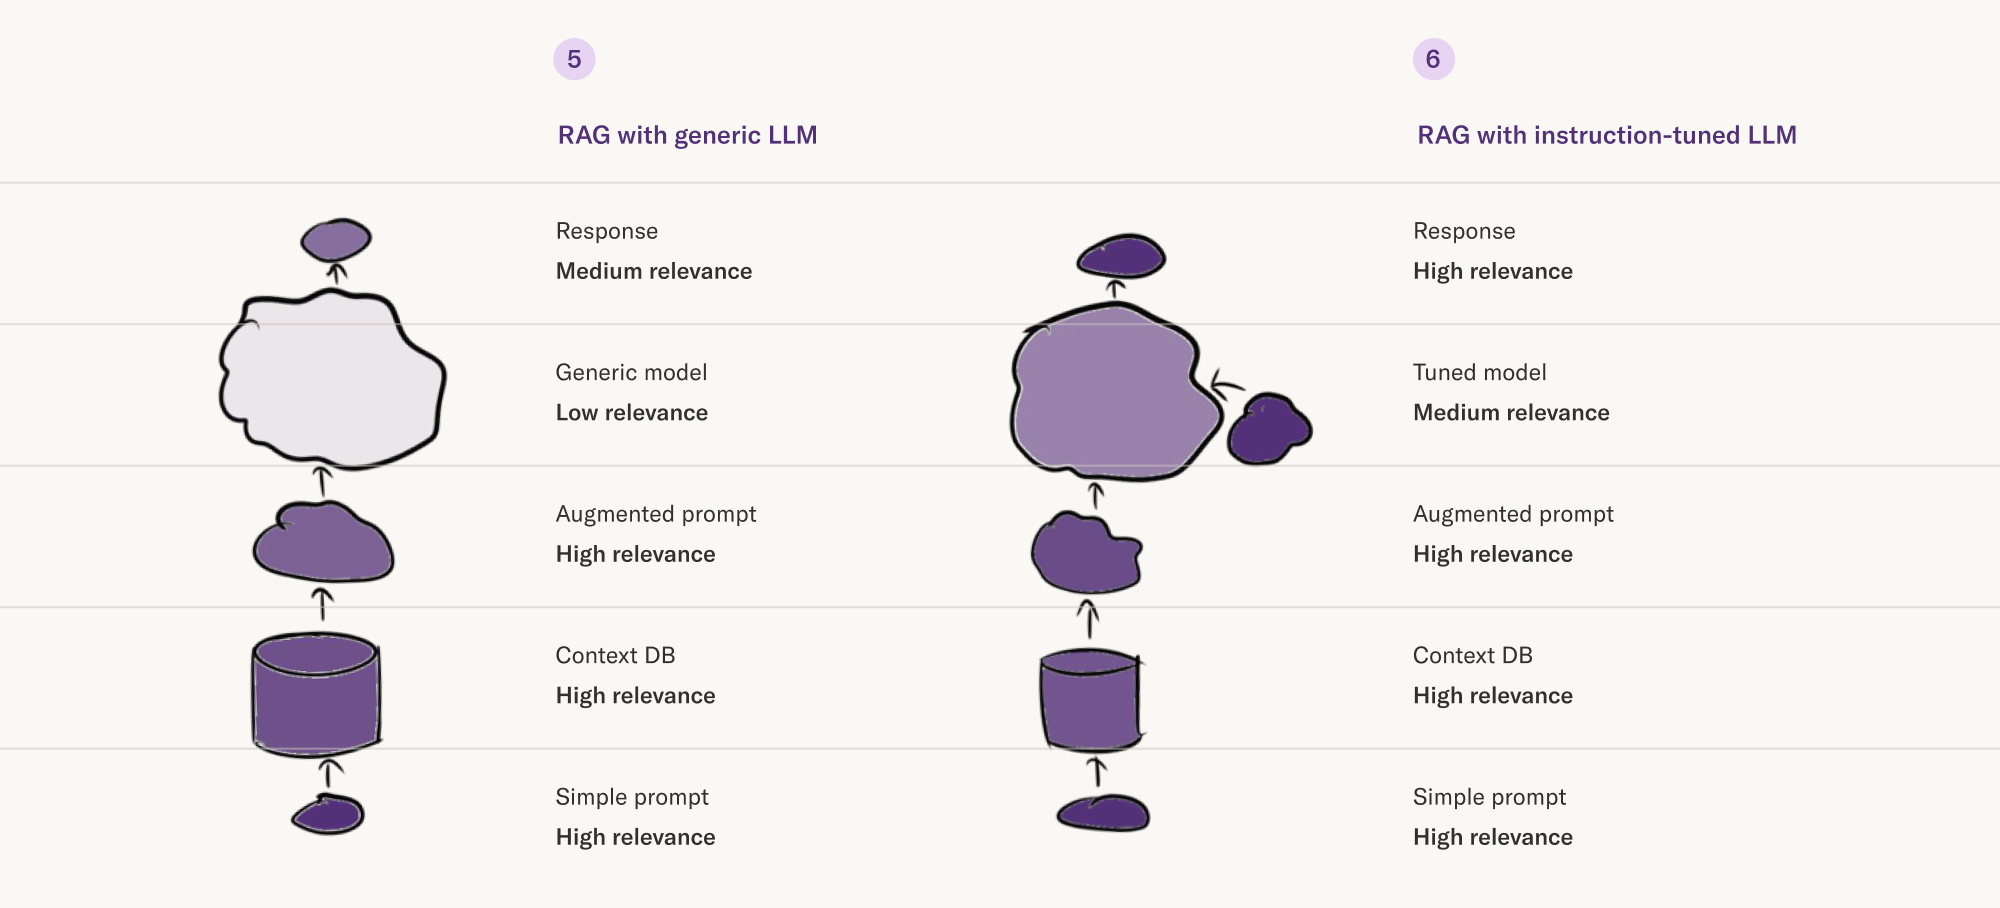 5
RAG with generic LLM
Response
Medium relevance
Generic model
Low relevance
Augmented prompt
High relevance
Context DB
High relevance
Simple prompt
High relevance
6
RAG with instruction-tuned LLM
Response
High relevance
Tuned model
Medium relevance
Augmented prompt
High relevance
Context DB
High relevance
Simple prompt
High relevance